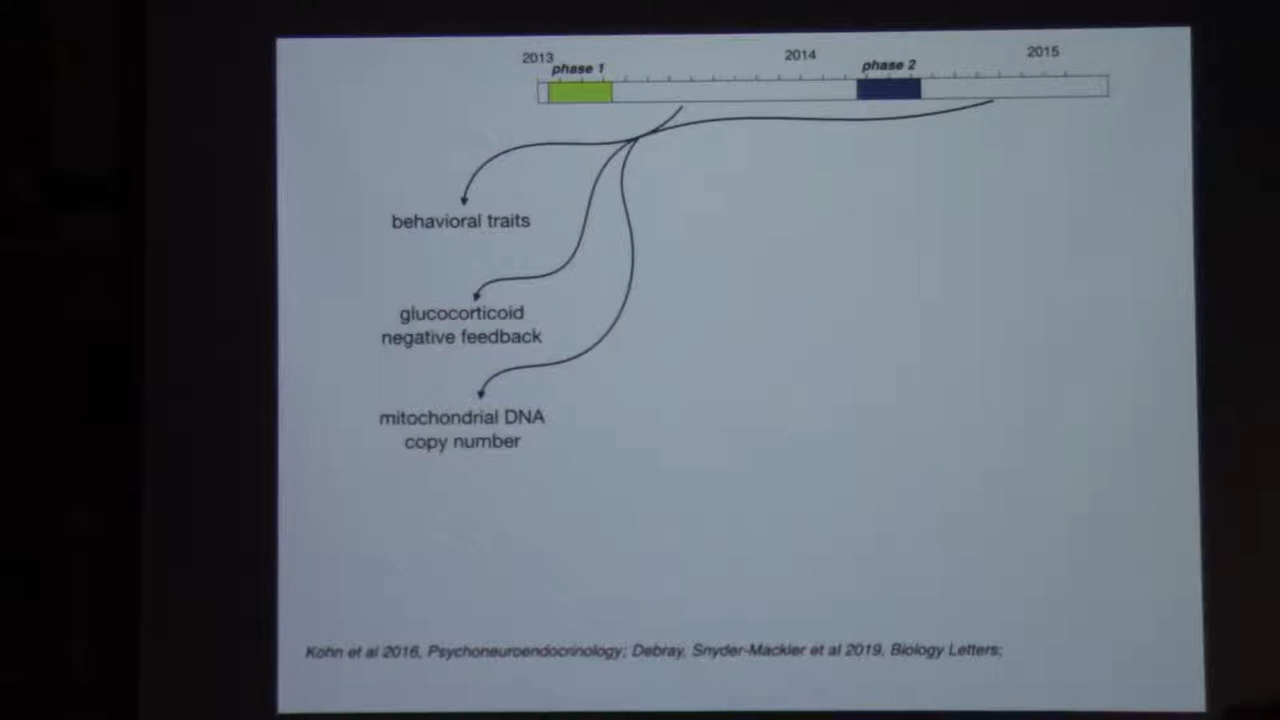 2013 2014 2015
phase 1 phase 2
behavioral traits
glucocorticoid
negative feedback
mitochondrial DNA
copy number
Kohn et al 2016, Psychoneuroendocrinology; Debray, Snyder-Mackler et al 2019, Biology Letters;